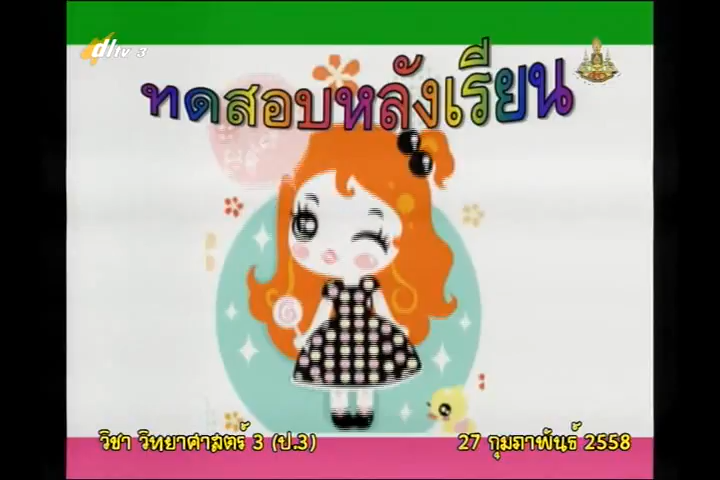 dltv 3
ทดสอบหลังเรียน
วิชา วิทยาศาสตร์ 3 (ป.3)
27 กุมภาพันธ์ 2558